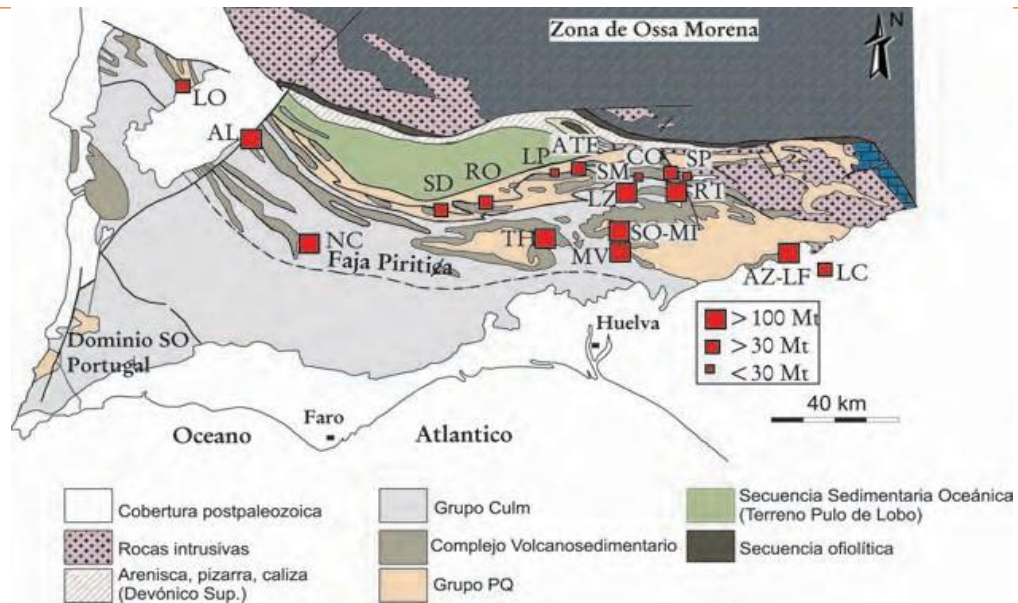 Zona de Ossa Morena
N
LO
AL
ATE
LP
SM
CO
SP
RO
SD
LZ
RT
NC
TH
SO-MI
MV
Faja Piritica
AZ-LF
LC
Huelva
> 100 Mt
> 30 Mt
< 30 Mt
Dominio SO
Portugal
40 km
Faro
Oceano
Atlantico
Cobertura postpaleozoica
Rocas intrusivas
Arenisca, pizarra, caliza
(Devónico Sup.)
Grupo Culm
Complejo Volcanosedimentario
Grupo PQ
Secuencia Sedimentaria Oceánica
(Terreno Pulo de Lobo)
Secuencia ofiolítica